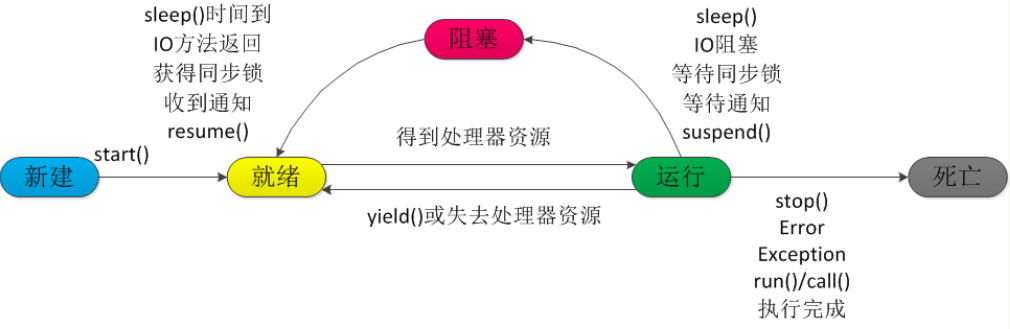 sleep()时间到
IO方法返回
获得同步锁
收到通知
resume()
阻塞
sleep()
IO阻塞
等待同步锁
等待通知
suspend()
新建
start()
就绪
得到处理器资源
yield()或失去处理器资源
运行
死亡
stop()
Error
Exception
run()/call()
执行完成